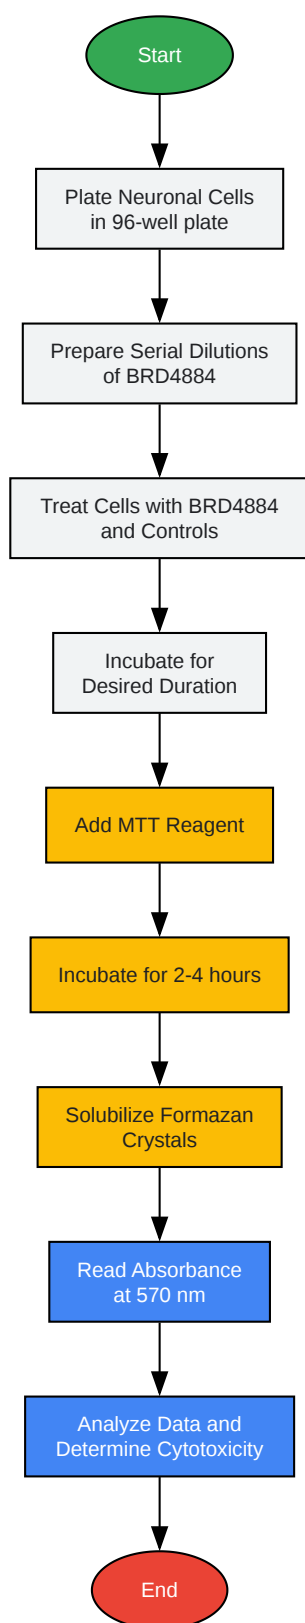 Start
Plate Neuronal Cells
in 96-well plate
Prepare Serial Dilutions
of BRD4884
Treat Cells with BRD4884
and Controls
Incubate for
Desired Duration
Add MTT Reagent
Incubate for 2-4 hours
Solubilize Formazan
Crystals
Read Absorbance
at 570 nm
Analyze Data and
Determine Cytotoxicity
End